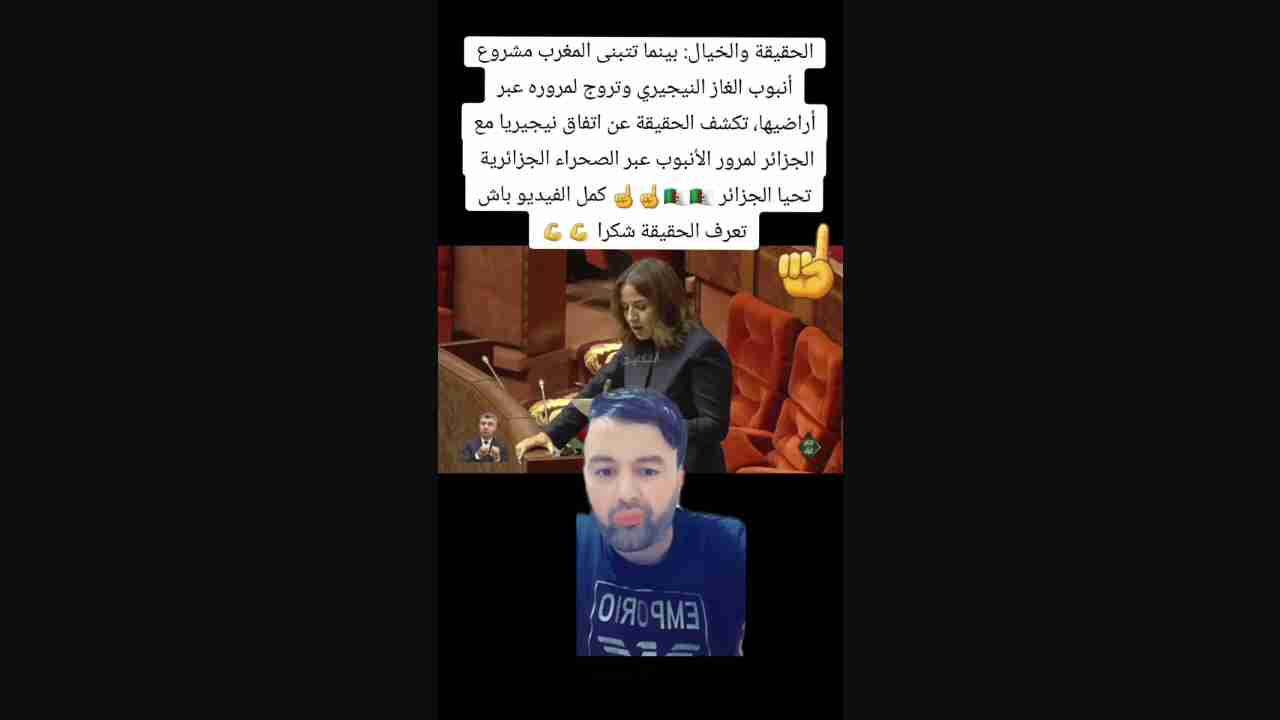 الحقيقة والخيال: بينما تتبنى المغرب مشروع
أنبوب الغاز النيجيري وتروج لمروره عبر
أراضيها، تكشف الحقيقة عن اتفاق نيجيريا مع
الجزائر لمرور الأنبوب عبر الصحراء الجزائرية
تحيا الجزائر 🇩🇿🇩🇿☝️☝️ كمل الفيديو باش
تعرف الحقيقة شكرا 💪💪
EMPORIO